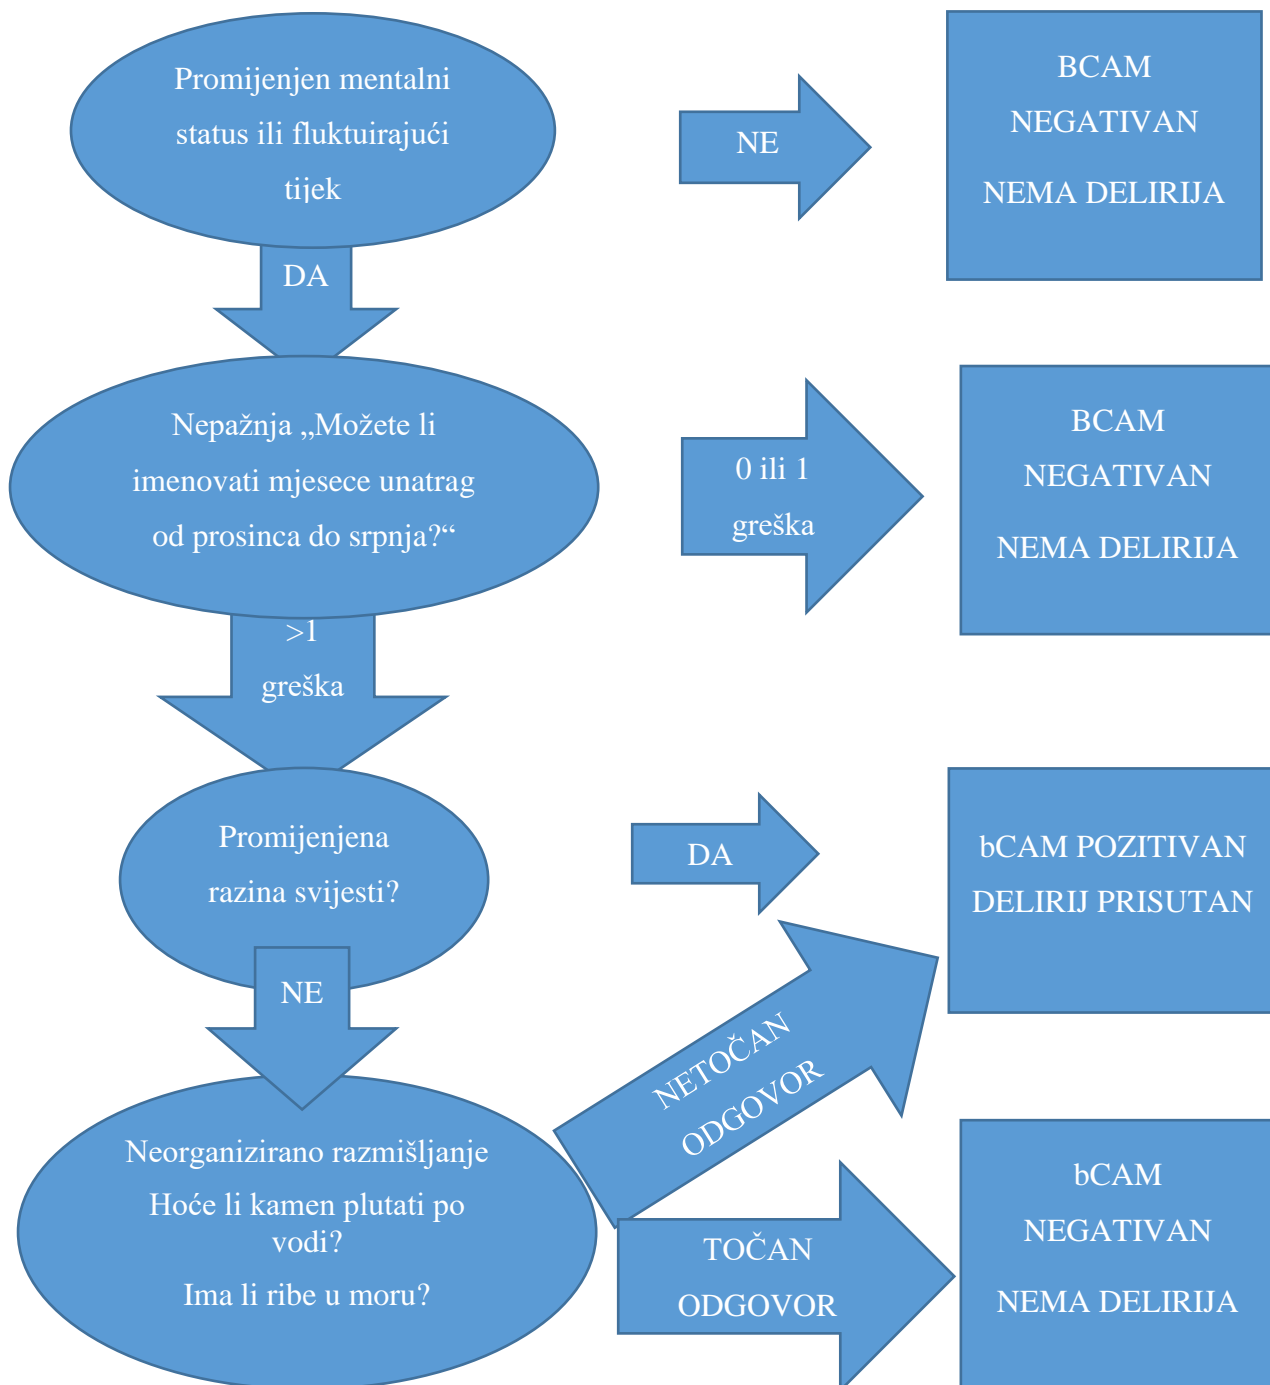 Promijenjen mentalni
status ili fluktuirajući
tijek
NE
BCAM
NEGATIVAN
NEMA DELIRIJA
DA
Nepažnja „Možete li
imenovati mjesece unatrag
od prosinca do srpnja?“
0 ili 1
greška
BCAM
NEGATIVAN
NEMA DELIRIJA
>1
greška
Promijenjena
razina svijesti?
DA
bCAM POZITIVAN
DELIRIJ PRISUTAN
NE
NETOČAN
ODGOVOR
Neorganizirano razmišljanje
Hoće li kamen plutati po
vodi?
Ima li ribe u moru?
TOČAN
ODGOVOR
bCAM
NEGATIVAN
NEMA DELIRIJA